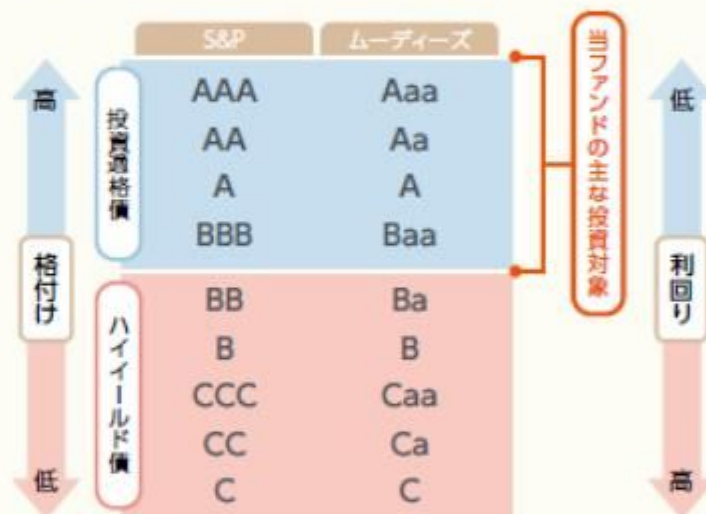 S&P ムーディーズ
高
格付け
低
投資適格債
AAA Aaa
AA Aa
A A
BBB Baa
ハイイールド債
BB Ba
B B
CCC Caa
CC Ca
C C
当ファンドの主な投資対象
低
利回り
高